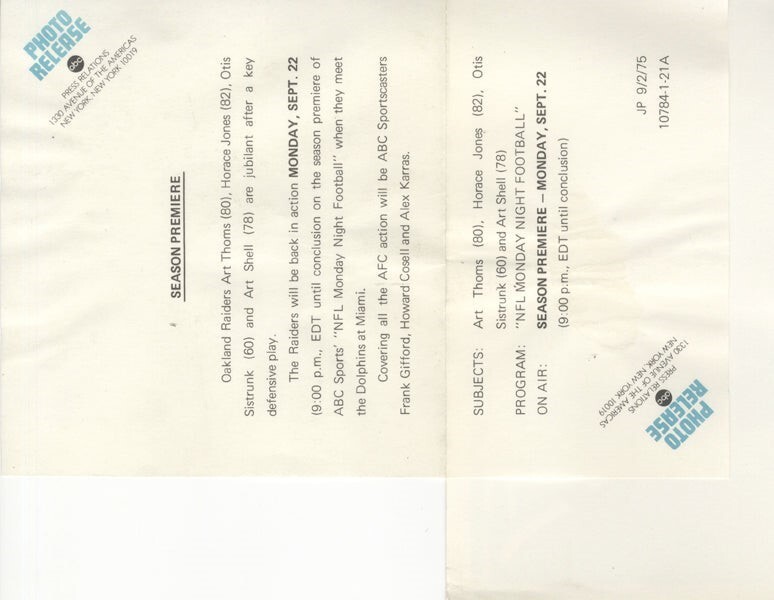 PHOTO
RELEASE
abc
PRESS RELATIONS
1330 AVENUE OF THE AMERICAS
NEW YORK, NEW YORK 10019
SEASON PREMIERE
Oakland Raiders Art Thoms (80), Horace Jones (82), Otis
Sistrunk (60) and Art Shell (78) are jubilant after a key
defensive play.
The Raiders will be back in action MONDAY, SEPT. 22
(9:00 p.m., EDT until conclusion on the season premiere of
ABC Sports' "NFL Monday Night Football" when they meet
the Dolphins at Miami.
Covering all the AFC action will be ABC Sportscasters
Frank Gifford, Howard Cosell and Alex Karras.
SUBJECTS: Art Thoms (80), Horace Jones (82), Otis
Sistrunk (60) and Art Shell (78)
PROGRAM: "NFL MONDAY NIGHT FOOTBALL"
ON AIR: SEASON PREMIERE — MONDAY, SEPT. 22
(9:00 p.m., EDT until conclusion)
JP 9/2/75
10784-1-21A
PHOTO
RELEASE
abc
PRESS RELATIONS
1330 AVENUE OF THE AMERICAS
NEW YORK, NEW YORK 10019